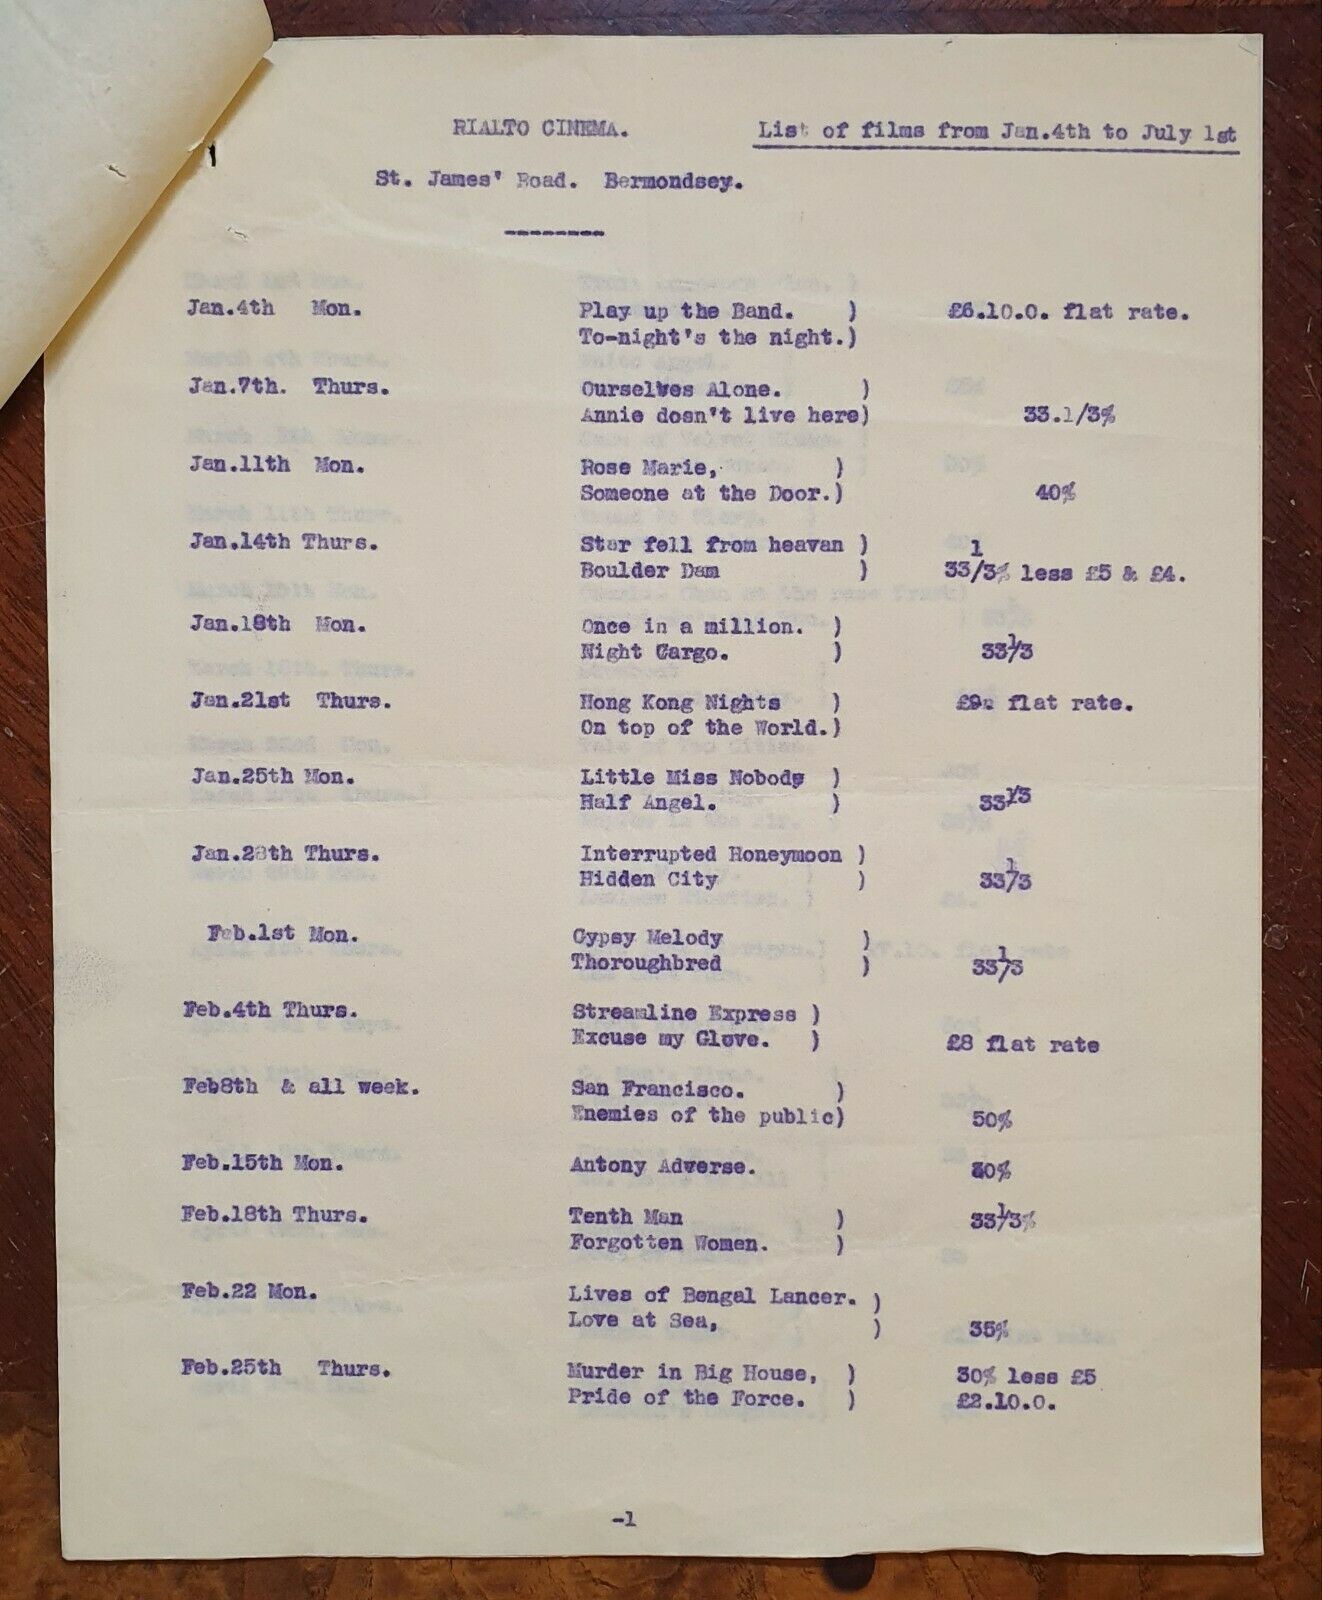 RIALTO CINEMA. List of films from Jan.4th to July 1st
St. James' Road. Bermondsey.
--------
Jan.4th Mon. Play up the Band. ) £6.10.0. flat rate.
To-night's the night.)
Jan.7th. Thurs. Ourselves Alone. )
Annie dosn't live here) 33.1/3%
Jan.11th Mon. Rose Marie, )
Someone at the Door.) 40%
Jan.14th Thurs. Star fell from heavan )
Boulder Dam ) 33 1/3% less £5 & £4.
Jan.18th Mon. Once in a million. )
Night Cargo. ) 33 1/3
Jan.21st Thurs. Hong Kong Nights ) £9. flat rate.
On top of the World.)
Jan.25th Mon. Little Miss Nobody )
Half Angel. ) 33 1/3
Jan.28th Thurs. Interrupted Honeymoon )
Hidden City ) 33 1/3
Feb.1st Mon. Gypsy Melody )
Thoroughbred ) 33 1/3
Feb.4th Thurs. Streamline Express )
Excuse my Glove. ) £8 flat rate
Feb8th & all week. San Francisco. )
Enemies of the public) 50%
Feb.15th Mon. Antony Adverse.
Feb.18th Thurs. Tenth Man ) 33 1/3%
Forgotten Women. )
Feb.22 Mon. Lives of Bengal Lancer. )
Love at Sea, ) 35%
Feb.25th Thurs. Murder in Big House, ) 30% less £5
Pride of the Force. ) £2.10.0.
-1